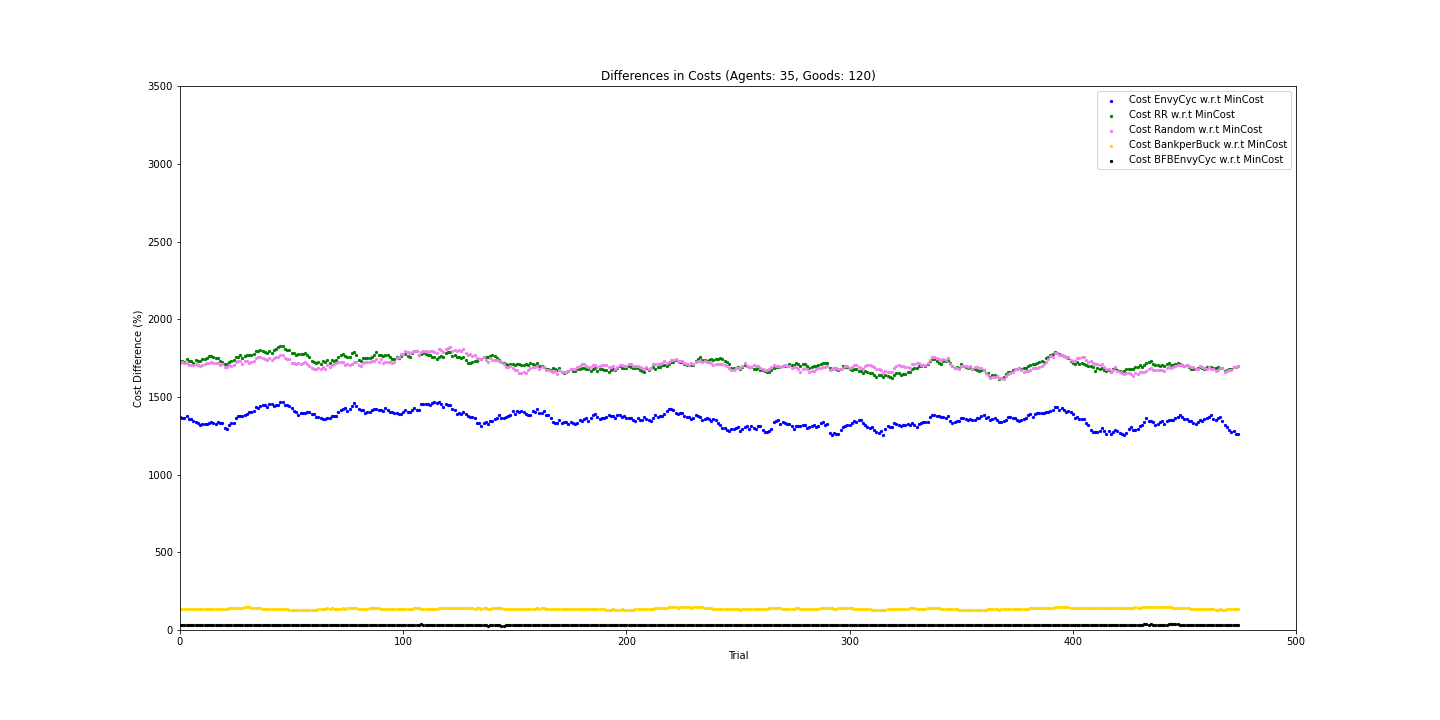 Differences in Costs (Agents: 35, Goods: 120)
3500
3000
2500
2000
1500
1000
500
0
Cost Difference (%)
Cost EnvyCyc w.r.t MinCost
Cost RR w.r.t MinCost
Cost Random w.r.t MinCost
Cost BankperBuck w.r.t MinCost
Cost BFBEnvyCyc w.r.t MinCost
0 100 200 300 400 500
Trial